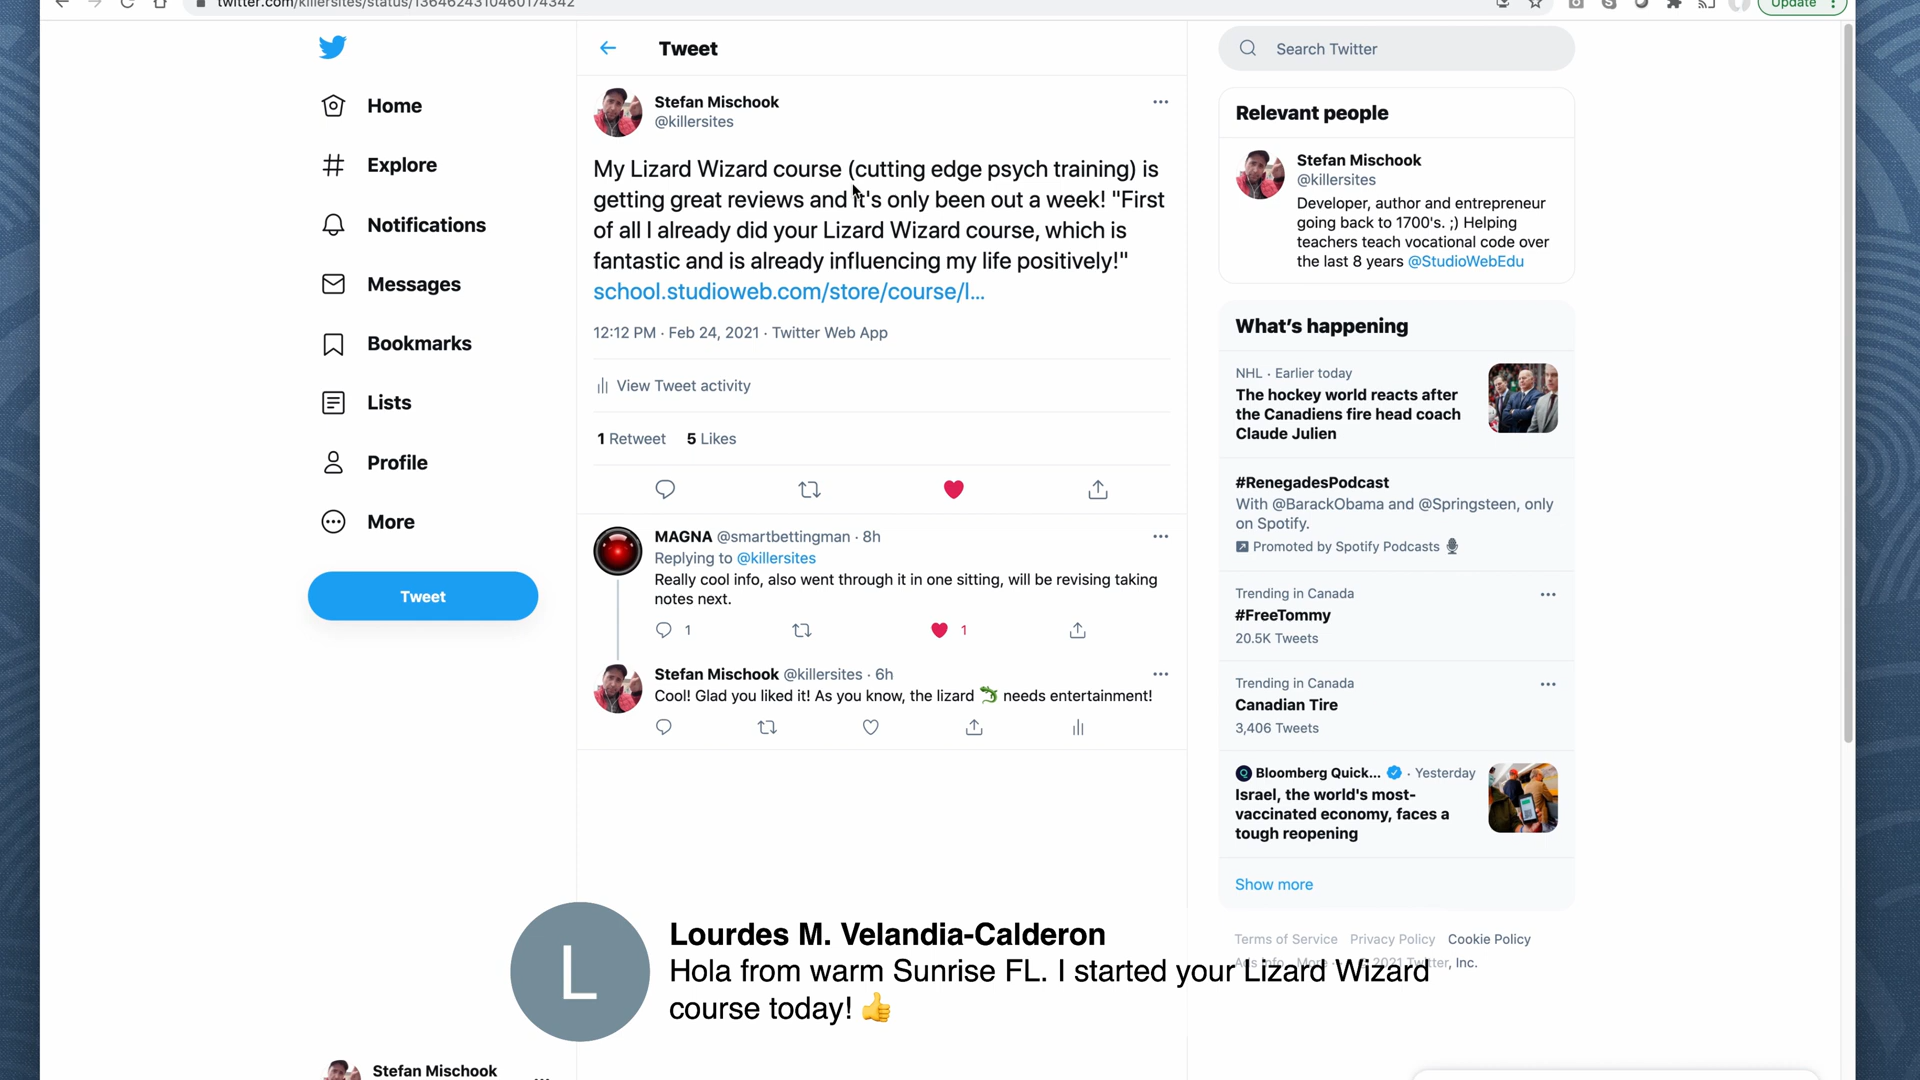 twitter.com/killersites/status/1364624310460174342
Update
Home
Explore
Notifications
Messages
Bookmarks
Lists
Profile
More
Tweet
Stefan Mischook
Tweet
Stefan Mischook
@killersites
My Lizard Wizard course (cutting edge psych training) is
getting great reviews and it's only been out a week! "First
of all I already did your Lizard Wizard course, which is
fantastic and is already influencing my life positively!"
school.studioweb.com/store/course/l…
12:12 PM · Feb 24, 2021 · Twitter Web App
View Tweet activity
1 Retweet 5 Likes
MAGNA @smartbettingman · 8h
Replying to @killersites
Really cool info, also went through it in one sitting, will be revising taking
notes next.
1 1
Stefan Mischook @killersites · 6h
Cool! Glad you liked it! As you know, the lizard 🦎 needs entertainment!
Search Twitter
Relevant people
Stefan Mischook
@killersites
Developer, author and entrepreneur
going back to 1700's. ;) Helping
teachers teach vocational code over
the last 8 years @StudioWebEdu
What's happening
NHL · Earlier today
The hockey world reacts after
the Canadiens fire head coach
Claude Julien
#RenegadesPodcast
With @BarackObama and @Springsteen, only
on Spotify.
Promoted by Spotify Podcasts 🎙️
Trending in Canada
#FreeTommy
20.5K Tweets
Trending in Canada
Canadian Tire
3,406 Tweets
Bloomberg Quick... · Yesterday
Israel, the world's most-
vaccinated economy, faces a
tough reopening
Show more
Terms of Service Privacy Policy Cookie Policy
Ads info More © 2021 Twitter, Inc.
L
Lourdes M. Velandia-Calderon
Hola from warm Sunrise FL. I started your Lizard Wizard
course today! 👍